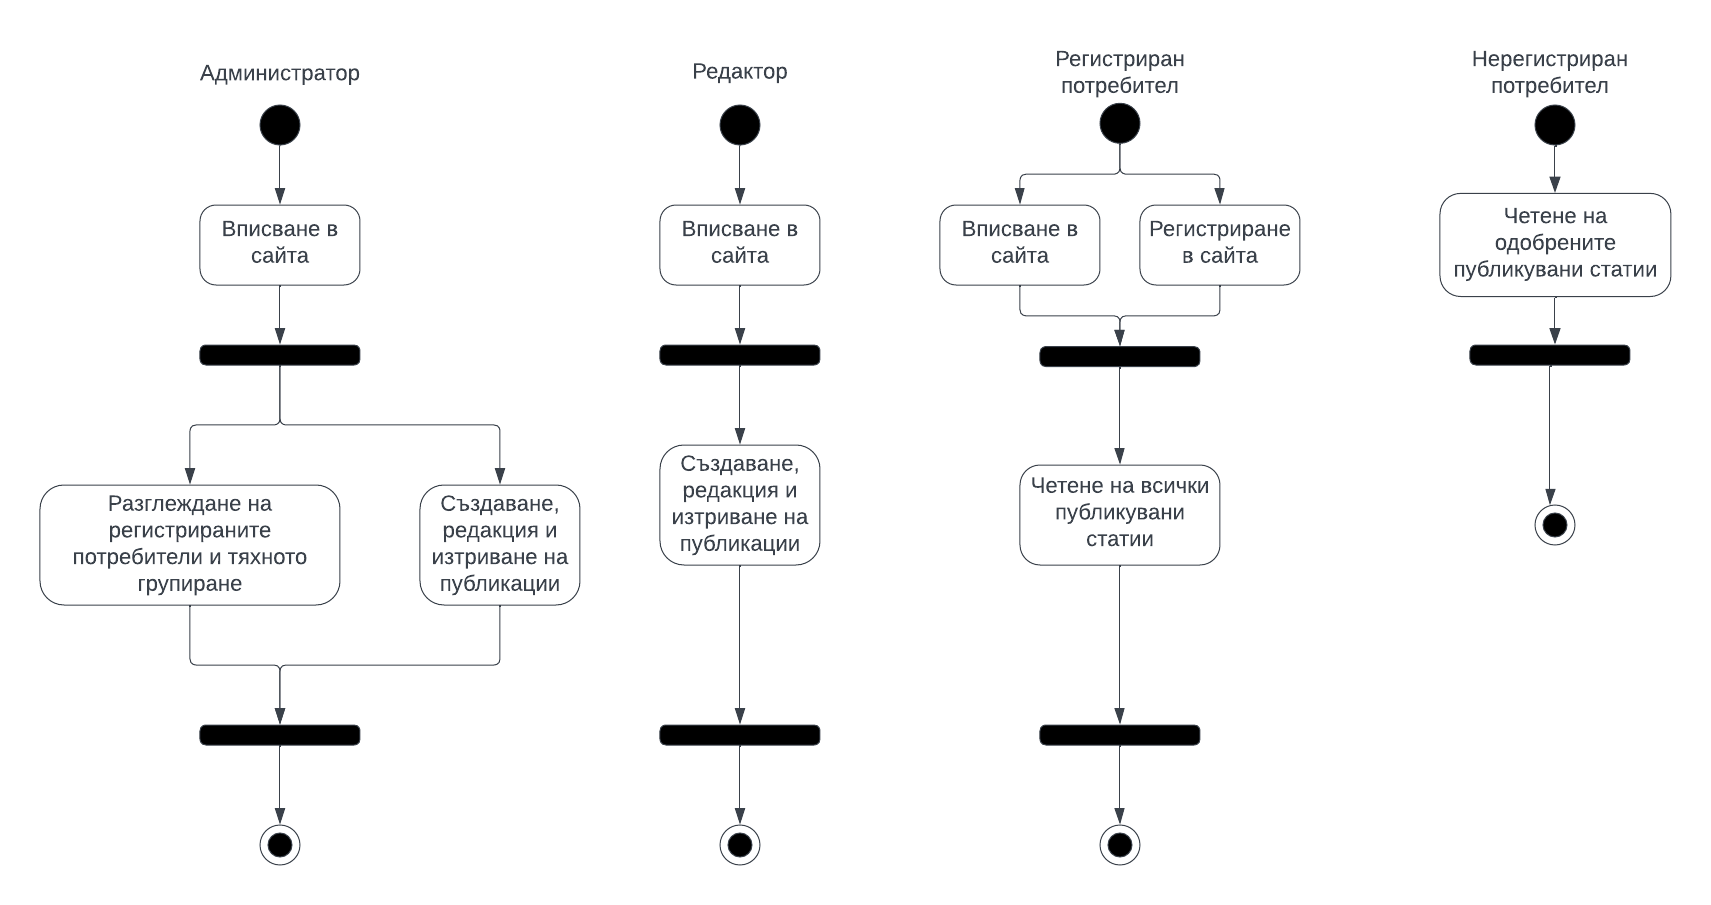 Администратор
Вписване в
сайта
Разглеждане на
регистрираните
потребители и тяхното
групиране
Създаване,
редакция и
изтриване на
публикации
Редактор
Вписване в
сайта
Създаване,
редакция и
изтриване на
публикации
Регистриран
потребител
Вписване в
сайта
Регистриране
в сайта
Четене на всички
публикувани
статии
Нерегистриран
потребител
Четене на
одобрените
публикувани статии